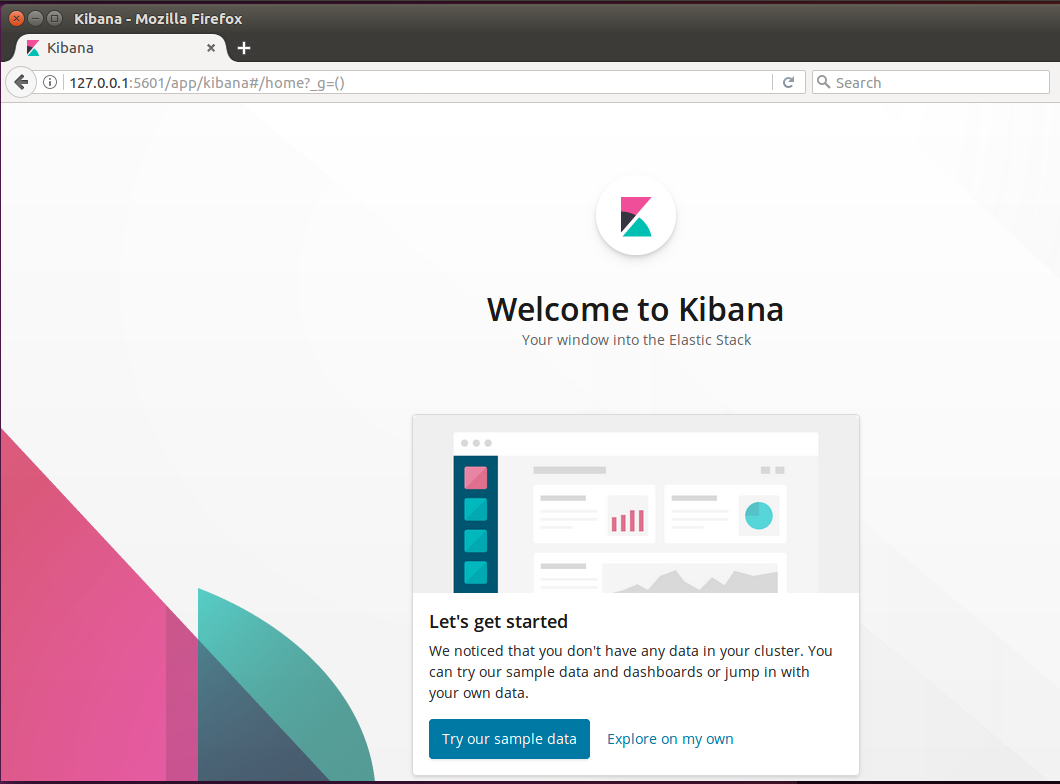 Kibana - Mozilla Firefox
Kibana
127.0.0.1:5601/app/kibana#/home?_g=()
Search
Welcome to Kibana
Your window into the Elastic Stack
Let's get started
We noticed that you don't have any data in your cluster. You
can try our sample data and dashboards or jump in with
your own data.
Try our sample data
Explore on my own